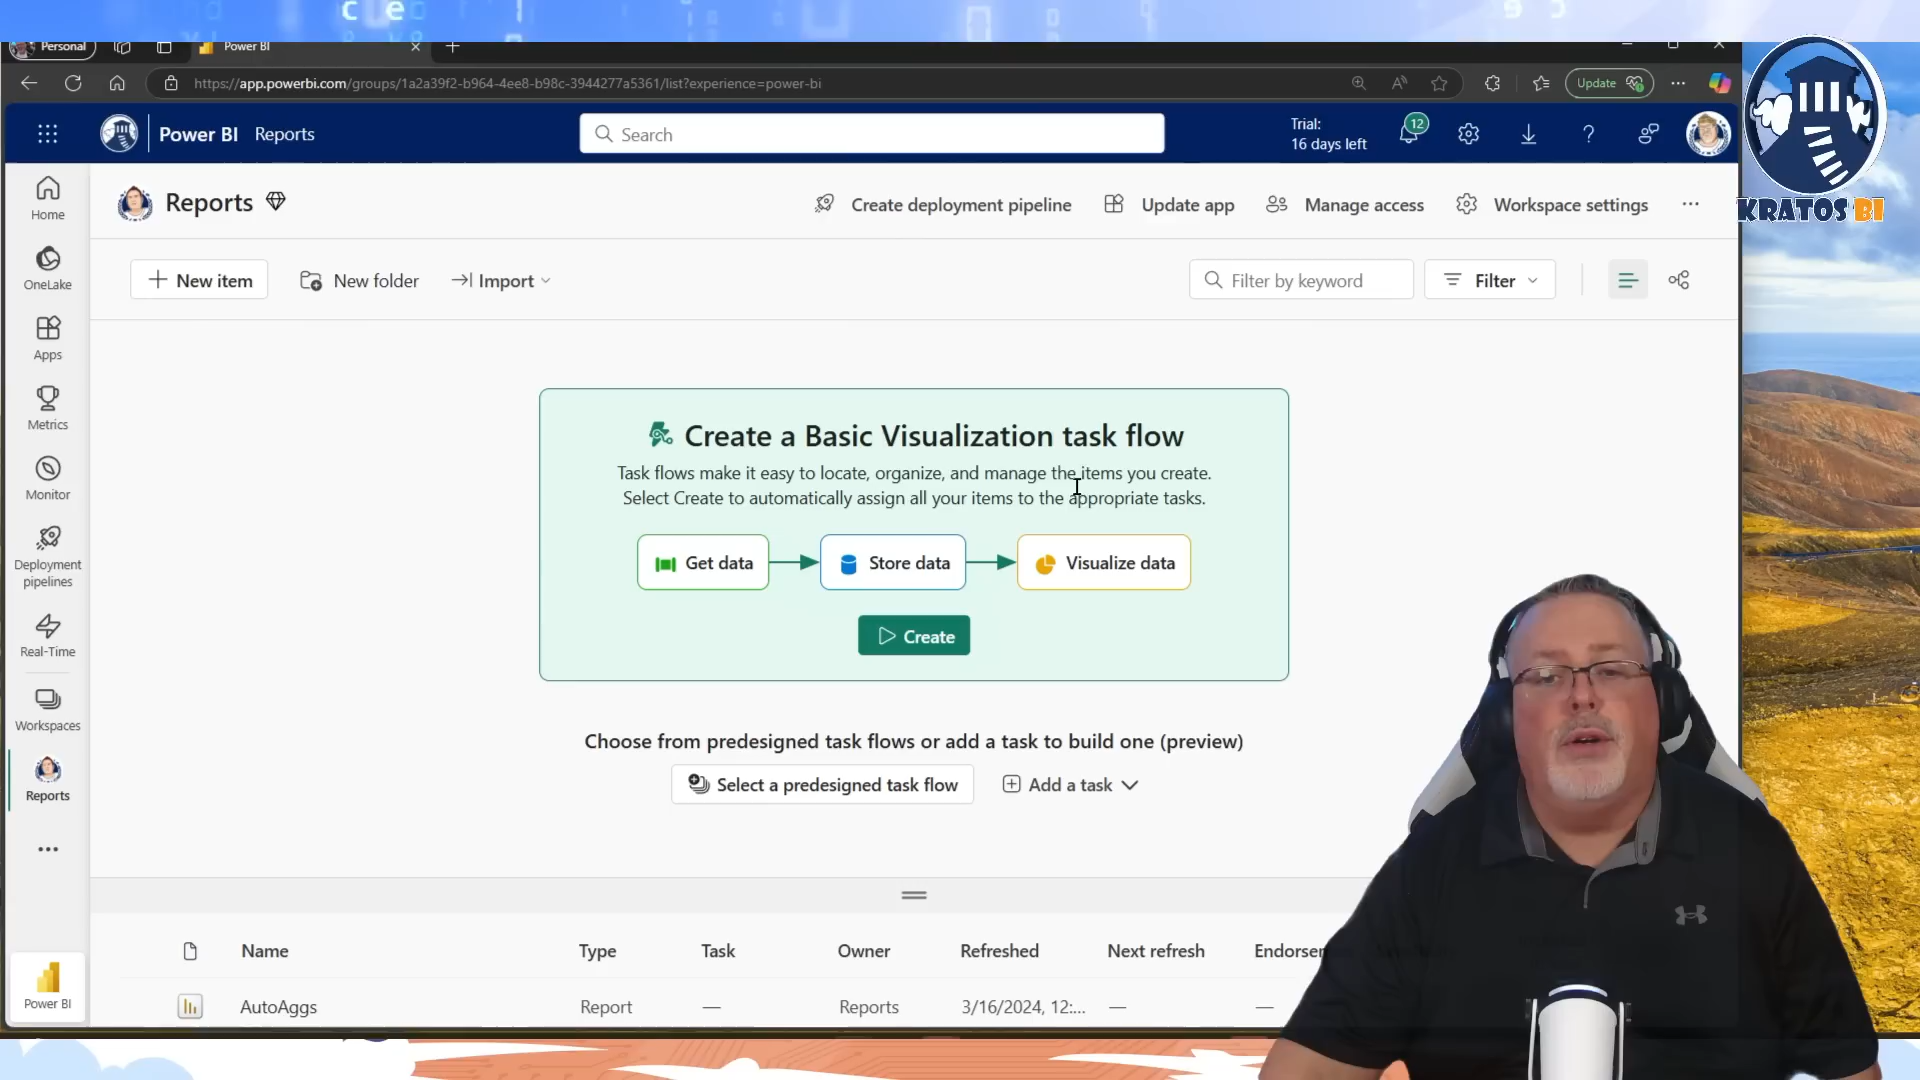 Personal
Power BI
https://app.powerbi.com/groups/1a2a39f2-b964-4ee8-b98c-3944277a5361/list?experience=power-bi
Update
Power BI Reports
Search
Trial:
16 days left
12
KRATOS BI
Home
OneLake
Apps
Metrics
Monitor
Deployment
pipelines
Real-Time
Workspaces
Reports
Power BI
Reports
Create deployment pipeline
Update app
Manage access
Workspace settings
New item
New folder
Import
Filter by keyword
Filter
Create a Basic Visualization task flow
Task flows make it easy to locate, organize, and manage the items you create.
Select Create to automatically assign all your items to the appropriate tasks.
Get data
Store data
Visualize data
Create
Choose from predesigned task flows or add a task to build one (preview)
Select a predesigned task flow
Add a task
Name Type Task Owner Refreshed Next refresh
AutoAggs Report — Reports 3/16/2024, 12:... — —